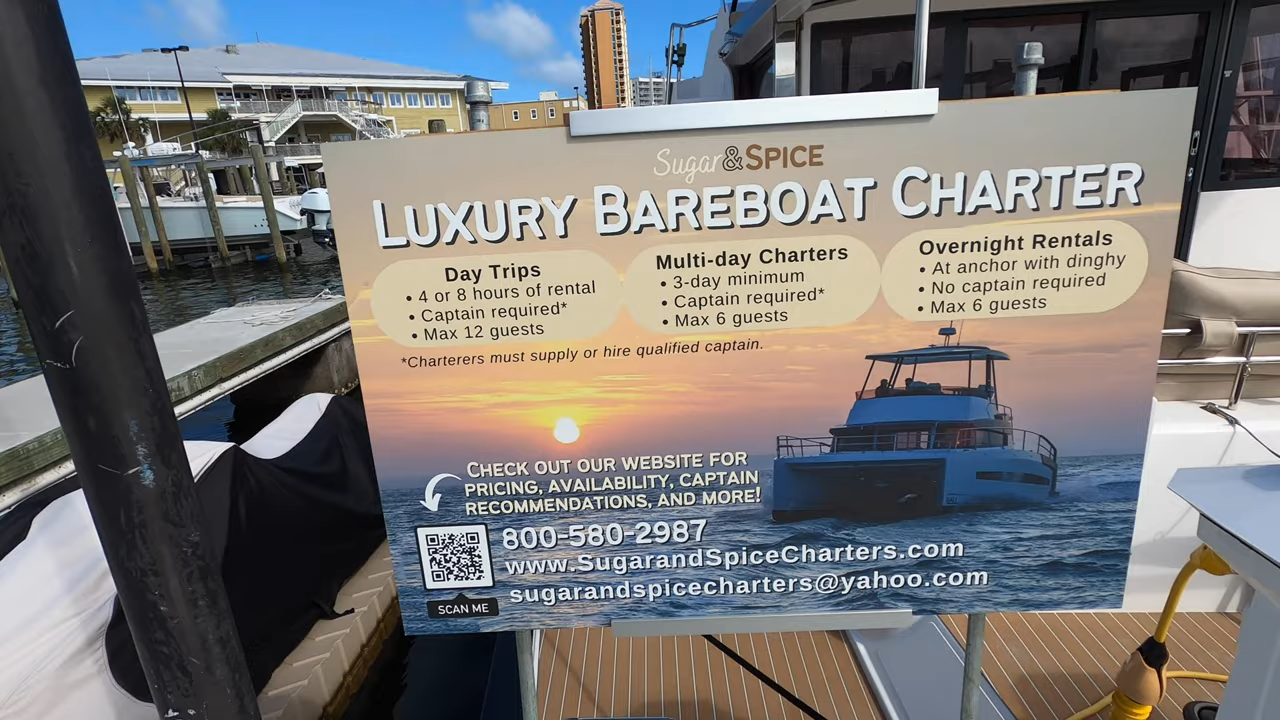 Sugar&SPICE
LUXURY BAREBOAT CHARTER
Day Trips
• 4 or 8 hours of rental
• Captain required*
• Max 12 guests
Multi-day Charters
• 3-day minimum
• Captain required*
• Max 6 guests
Overnight Rentals
• At anchor with dinghy
• No captain required
• Max 6 guests
*Charterers must supply or hire qualified captain.
CHECK OUT OUR WEBSITE FOR
PRICING, AVAILABILITY, CAPTAIN
RECOMMENDATIONS, AND MORE!
800-580-2987
www.SugarandSpiceCharters.com
sugarandspicecharters@yahoo.com
SCAN ME